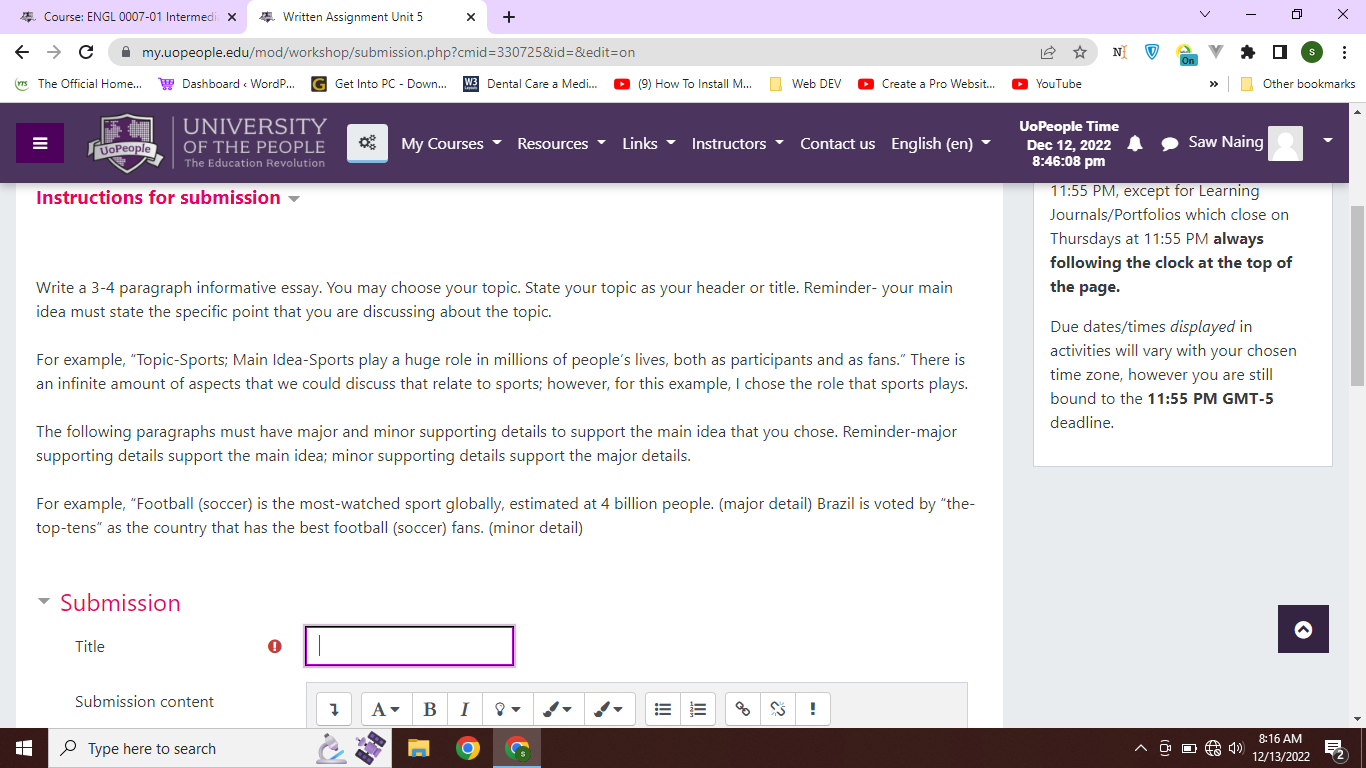 Course: ENGL 0007-01 Intermedi
Written Assignment Unit 5
my.uopeople.edu/mod/workshop/submission.php?cmid=330725&id=&edit=on
On
S
YTS The Official Home...
Dashboard ‹ WordP...
G Get Into PC - Down...
W3 Dental Care a Medi...
(9) How To Install M...
Web DEV
Create a Pro Websit...
YouTube
»
Other bookmarks
UoPeople
UNIVERSITY
OF THE PEOPLE
The Education Revolution
My Courses
Resources
Links
Instructors
Contact us
English (en)
UoPeople Time
Dec 12, 2022
8:46:08 pm
Saw Naing
Instructions for submission
Write a 3-4 paragraph informative essay. You may choose your topic. State your topic as your header or title. Reminder- your main
idea must state the specific point that you are discussing about the topic.
For example, “Topic-Sports; Main Idea-Sports play a huge role in millions of people’s lives, both as participants and as fans.” There is
an infinite amount of aspects that we could discuss that relate to sports; however, for this example, I chose the role that sports plays.
The following paragraphs must have major and minor supporting details to support the main idea that you chose. Reminder-major
supporting details support the main idea; minor supporting details support the major details.
For example, “Football (soccer) is the most-watched sport globally, estimated at 4 billion people. (major detail) Brazil is voted by “the-
top-tens” as the country that has the best football (soccer) fans. (minor detail)
11:55 PM, except for Learning
Journals/Portfolios which close on
Thursdays at 11:55 PM always
following the clock at the top of
the page.
Due dates/times displayed in
activities will vary with your chosen
time zone, however you are still
bound to the 11:55 PM GMT-5
deadline.
Submission
Title
Submission content
A B I
Type here to search
8:16 AM
12/13/2022
2